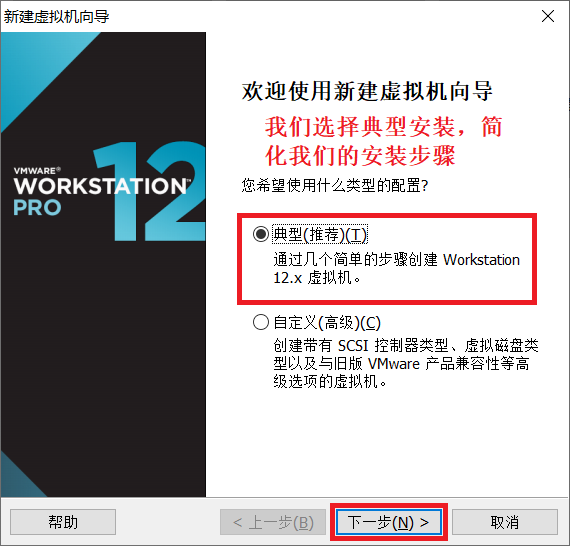 新建虚拟机向导
VMWARE®
WORKSTATION™
PRO
12
欢迎使用新建虚拟机向导
我们选择典型安装，简
化我们的安装步骤
您希望使用什么类型的配置?
典型(推荐)(T)
通过几个简单的步骤创建 Workstation
12.x 虚拟机。
自定义(高级)(C)
创建带有 SCSI 控制器类型、虚拟磁盘类
型以及与旧版 VMware 产品兼容性等高
级选项的虚拟机。
帮助
< 上一步(B)
下一步(N) >
取消